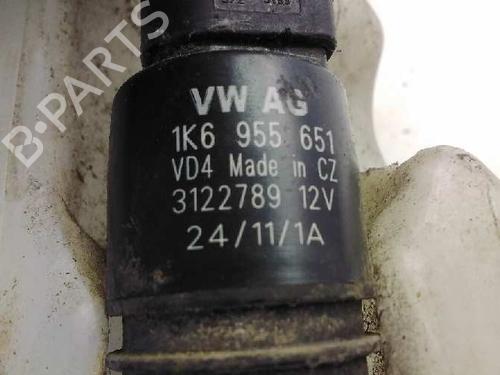 VW AG
1K6 955 651
VD4 Made in CZ
3122789 12V
24/11/1A
B-Parts